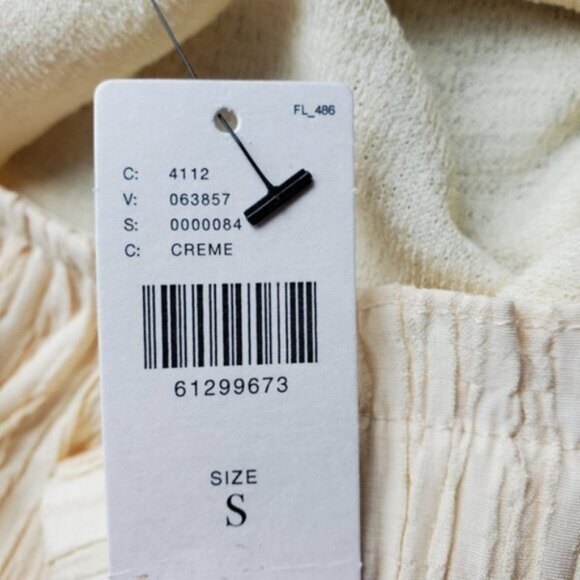 FL_486
C: 4112
V: 063857
S: 0000084
C: CREME
61299673
SIZE
S